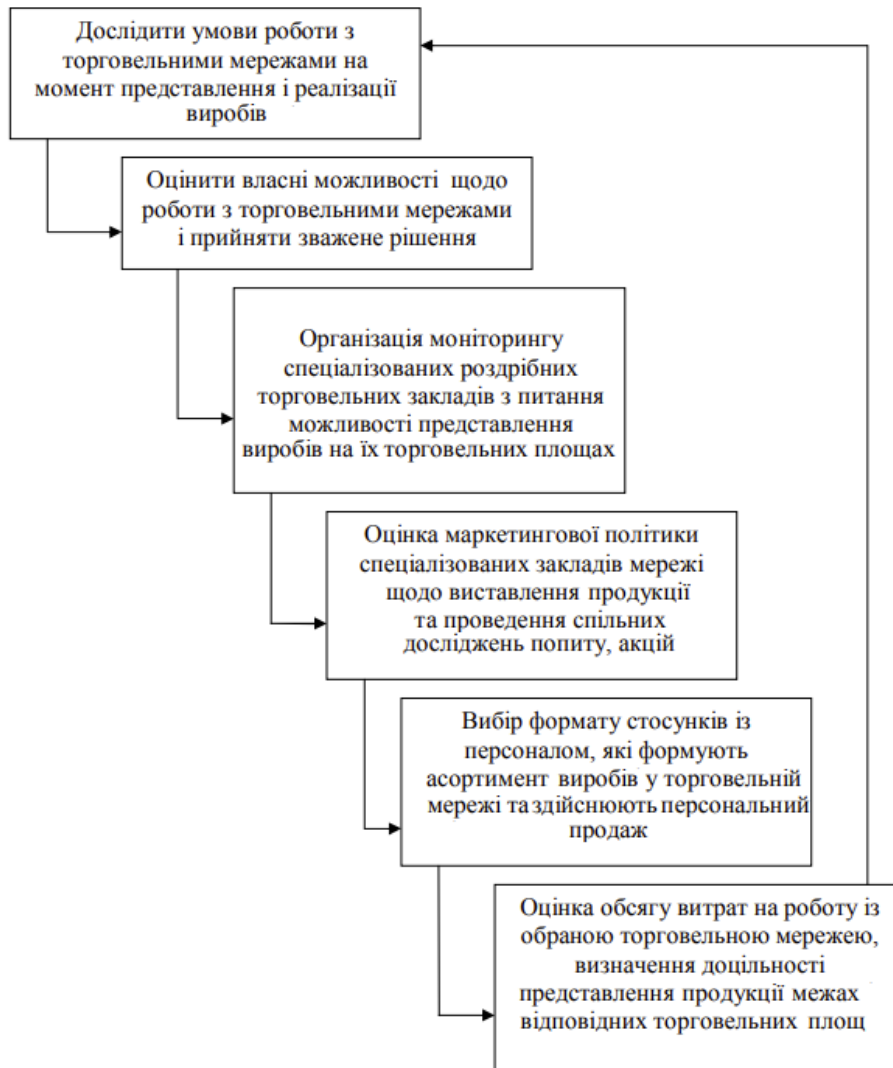 Дослідити умови роботи з
торговельними мережами на
момент представлення і реалізації
виробів
Оцінити власні можливості щодо
роботи з торговельними мережами
і прийняти зважене рішення
Організація моніторингу
спеціалізованих роздрібних
торговельних закладів з питання
можливості представлення
виробів на їх торговельних площах
Оцінка маркетингової політики
спеціалізованих закладів мережі
щодо виставлення продукції
та проведення спільних
досліджень попиту, акцій
Вибір формату стосунків із
персоналом, які формують
асортимент виробів у торговельній
мережі та здійснюють персональний
продаж
Оцінка обсягу витрат на роботу із
обраною торговельною мережею,
визначення доцільності
представлення продукції межах
відповідних торговельних площ